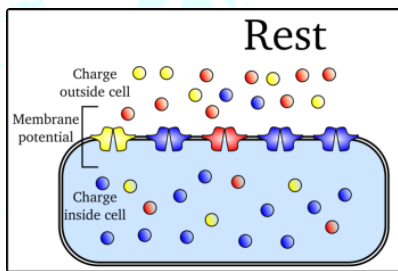 Rest
Charge
outside cell
Membrane
potential
Charge
inside cell